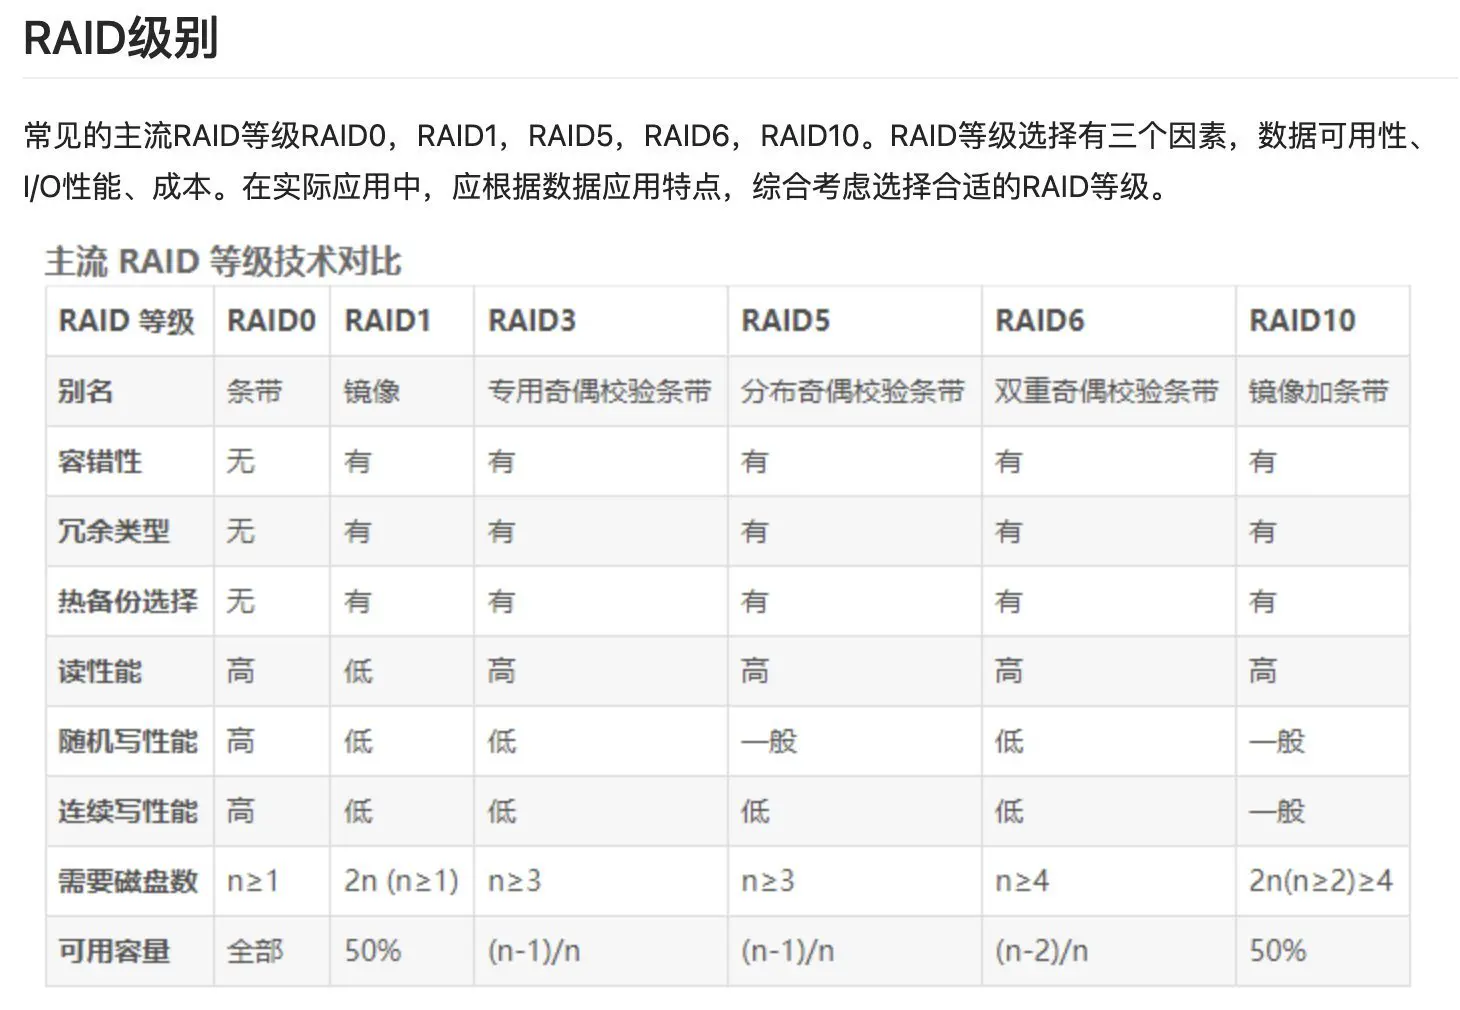 RAID级别
常见的主流RAID等级RAID0，RAID1，RAID5，RAID6，RAID10。RAID等级选择有三个因素，数据可用性、
I/O性能、成本。在实际应用中，应根据数据应用特点，综合考虑选择合适的RAID等级。
主流 RAID 等级技术对比
RAID 等级 RAID0 RAID1 RAID3 RAID5 RAID6 RAID10
别名 条带 镜像 专用奇偶校验条带 分布奇偶校验条带 双重奇偶校验条带 镜像加条带
容错性 无 有 有 有 有 有
冗余类型 无 有 有 有 有 有
热备份选择 无 有 有 有 有 有
读性能 高 低 高 高 高 高
随机写性能 高 低 低 一般 低 一般
连续写性能 高 低 低 低 低 一般
需要磁盘数 n≥1 2n (n≥1) n≥3 n≥3 n≥4 2n(n≥2)≥4
可用容量 全部 50% (n-1)/n (n-1)/n (n-2)/n 50%